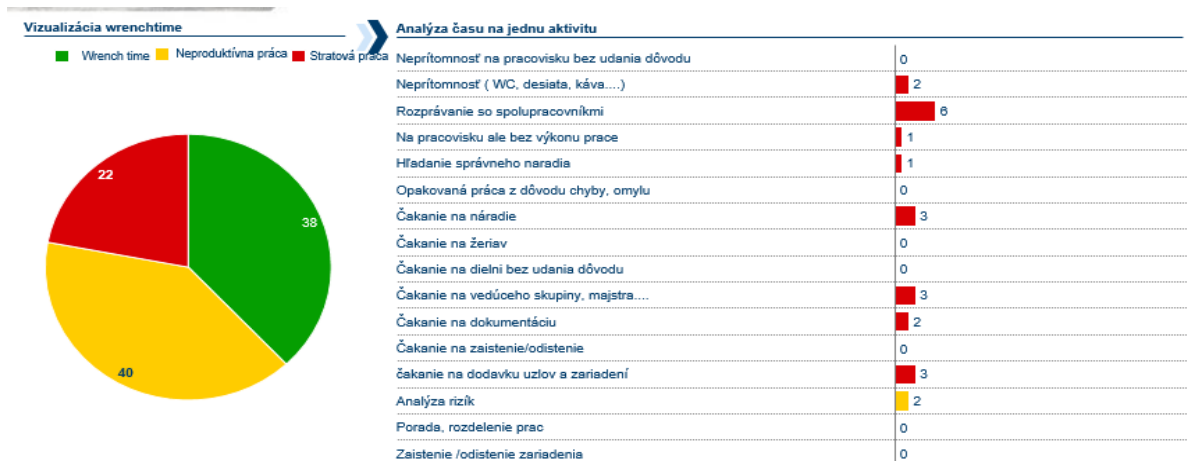 Vizualizácia wrenchtime
Wrench time
Neproduktívna práca
Stratová práca
22
38
40
Analýza času na jednu aktivitu
Neprítomnosť na pracovisku bez udania dôvodu 0
Neprítomnosť ( WC, desiata, káva....) 2
Rozprávanie so spolupracovníkmi 6
Na pracovisku ale bez výkonu prace 1
Hľadanie správneho naradia 1
Opakovaná práca z dôvodu chyby, omylu 0
Čakanie na náradie 3
Čakanie na žeriav 0
Čakanie na dielni bez udania dôvodu 0
Čakanie na vedúceho skupiny, majstra.... 3
Čakanie na dokumentáciu 2
Čakanie na zaistenie/odistenie 0
čakanie na dodavku uzlov a zariadení 3
Analýza rizík 2
Porada, rozdelenie prac 0
Zaistenie /odistenie zariadenia 0